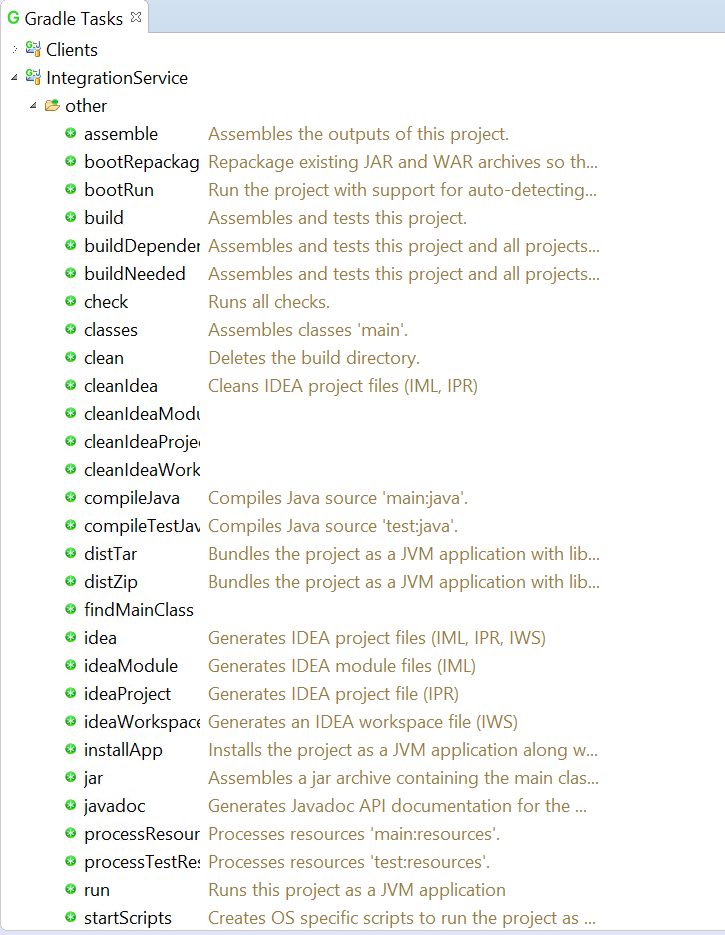 G Gradle Tasks
Clients
IntegrationService
other
assemble Assembles the outputs of this project.
bootRepackag Repackage existing JAR and WAR archives so th...
bootRun Run the project with support for auto-detecting...
build Assembles and tests this project.
buildDepender Assembles and tests this project and all projects...
buildNeeded Assembles and tests this project and all projects...
check Runs all checks.
classes Assembles classes 'main'.
clean Deletes the build directory.
cleanIdea Cleans IDEA project files (IML, IPR)
cleanIdeaModu
cleanIdeaProje
cleanIdeaWork
compileJava Compiles Java source 'main:java'.
compileTestJav Compiles Java source 'test:java'.
distTar Bundles the project as a JVM application with lib...
distZip Bundles the project as a JVM application with lib...
findMainClass
idea Generates IDEA project files (IML, IPR, IWS)
ideaModule Generates IDEA module files (IML)
ideaProject Generates IDEA project file (IPR)
ideaWorkspace Generates an IDEA workspace file (IWS)
installApp Installs the project as a JVM application along w...
jar Assembles a jar archive containing the main clas...
javadoc Generates Javadoc API documentation for the ...
processResour Processes resources 'main:resources'.
processTestRes Processes resources 'test:resources'.
run Runs this project as a JVM application
startScripts Creates OS specific scripts to run the project as ...